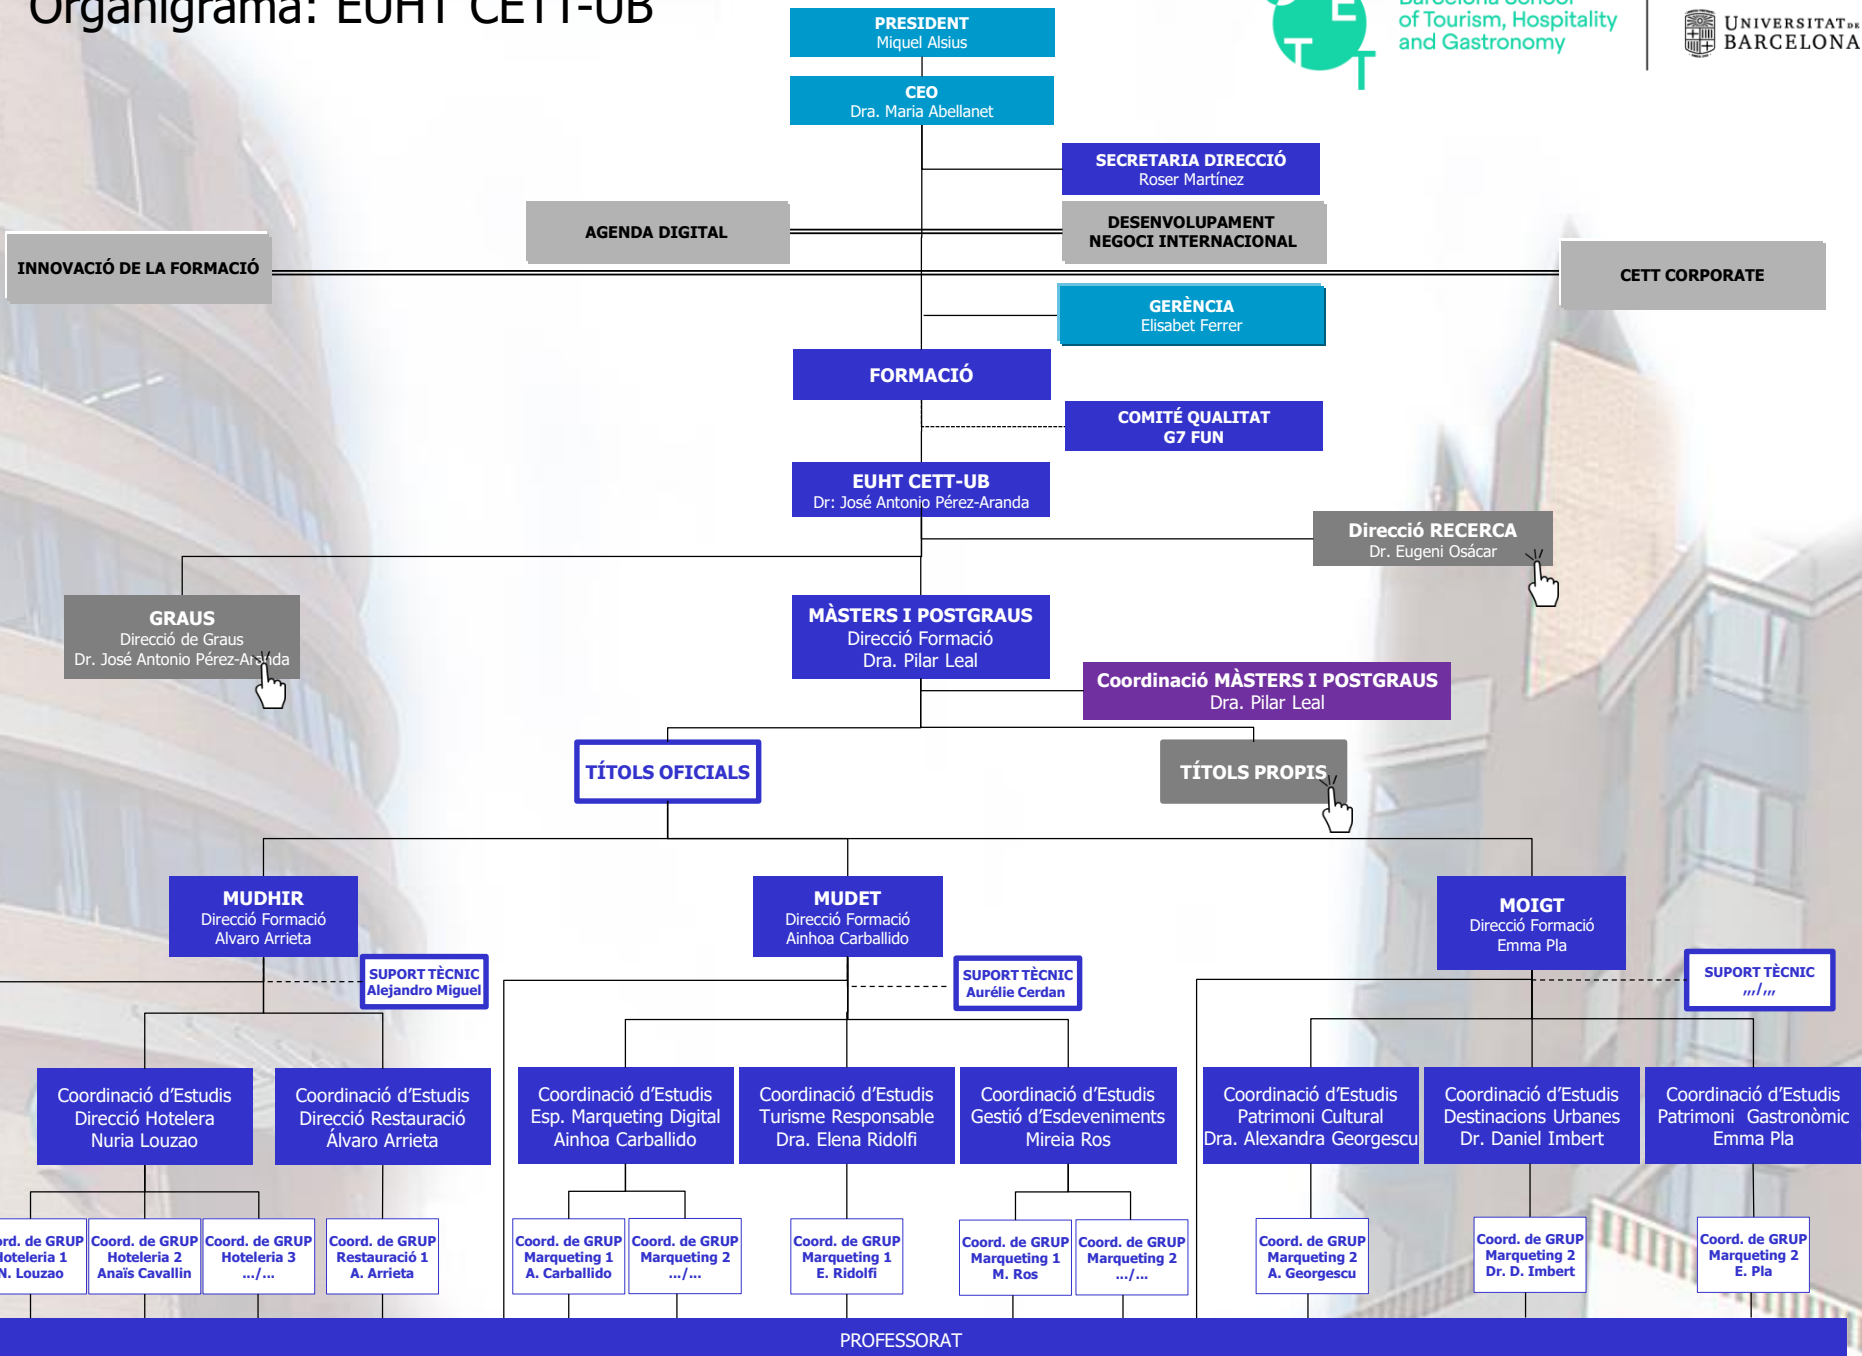 Organigrama: EUHT CETT-UB
Barcelona School
of Tourism, Hospitality
and Gastronomy
UNIVERSITAT DE
BARCELONA
PRESIDENT
Miquel Alsius
CEO
Dra. Maria Abellanet
SECRETARIA DIRECCIÓ
Roser Martínez
AGENDA DIGITAL
DESENVOLUPAMENT
NEGOCI INTERNACIONAL
INNOVACIÓ DE LA FORMACIÓ
CETT CORPORATE
GERÈNCIA
Elisabet Ferrer
FORMACIÓ
COMITÉ QUALITAT
G7 FUN
EUHT CETT-UB
Dr: José Antonio Pérez-Aranda
Direcció RECERCA
Dr. Eugeni Osácar
GRAUS
Direcció de Graus
Dr. José Antonio Pérez-Aranda
MÀSTERS I POSTGRAUS
Direcció Formació
Dra. Pilar Leal
Coordinació MÀSTERS I POSTGRAUS
Dra. Pilar Leal
TÍTOLS OFICIALS
TÍTOLS PROPIS
MUDHIR
Direcció Formació
Alvaro Arrieta
MUDET
Direcció Formació
Ainhoa Carballido
MOIGT
Direcció Formació
Emma Pla
SUPORT TÈCNIC
Alejandro Miguel
SUPORT TÈCNIC
Aurélie Cerdan
SUPORT TÈCNIC
,,,/,,,
Coordinació d'Estudis
Direcció Hotelera
Nuria Louzao
Coordinació d'Estudis
Direcció Restauració
Álvaro Arrieta
Coordinació d'Estudis
Esp. Marqueting Digital
Ainhoa Carballido
Coordinació d'Estudis
Turisme Responsable
Dra. Elena Ridolfi
Coordinació d'Estudis
Gestió d'Esdeveniments
Mireia Ros
Coordinació d'Estudis
Patrimoni Cultural
Dra. Alexandra Georgescu
Coordinació d'Estudis
Destinacions Urbanes
Dr. Daniel Imbert
Coordinació d'Estudis
Patrimoni Gastronòmic
Emma Pla
ord. de GRUP
Hoteleria 1
N. Louzao
Coord. de GRUP
Hoteleria 2
Anaïs Cavallin
Coord. de GRUP
Hoteleria 3
.../...
Coord. de GRUP
Restauració 1
A. Arrieta
Coord. de GRUP
Marqueting 1
A. Carballido
Coord. de GRUP
Marqueting 2
.../...
Coord. de GRUP
Marqueting 1
E. Ridolfi
Coord. de GRUP
Marqueting 1
M. Ros
Coord. de GRUP
Marqueting 2
.../...
Coord. de GRUP
Marqueting 2
A. Georgescu
Coord. de GRUP
Marqueting 2
Dr. D. Imbert
Coord. de GRUP
Marqueting 2
E. Pla
PROFESSORAT